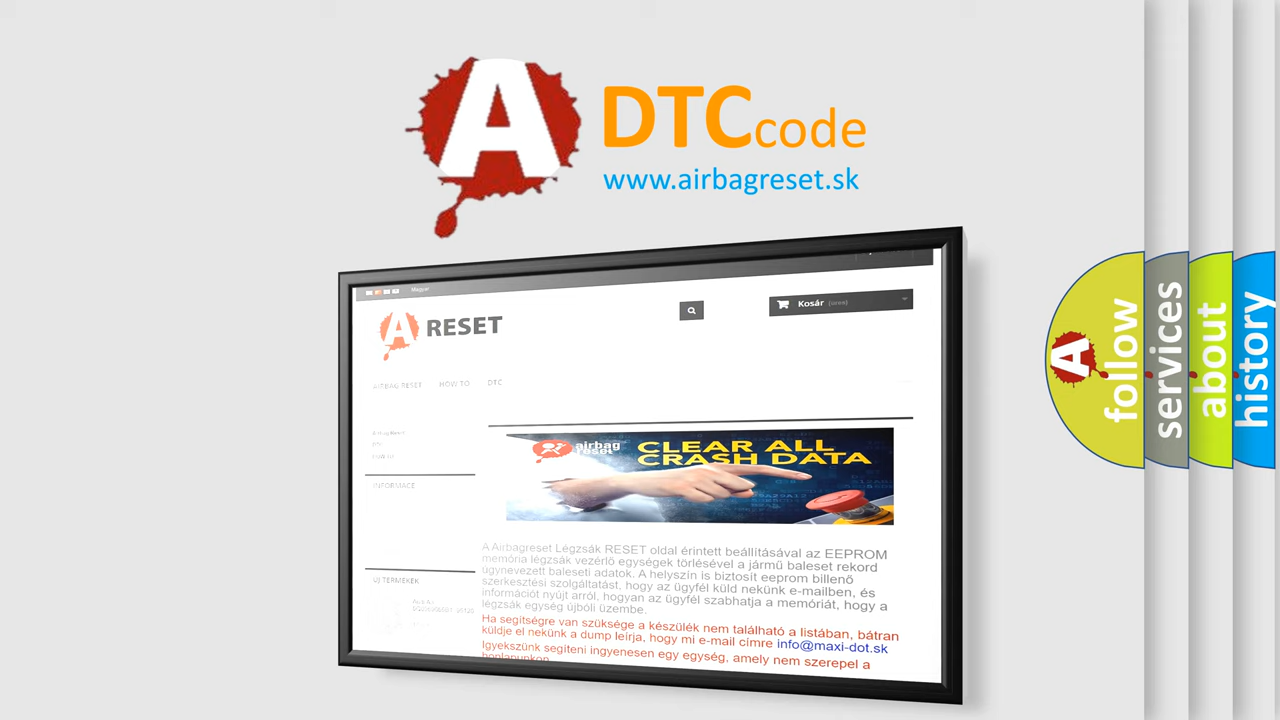 A DTCcode
www.airbagreset.sk
Magyar
A RESET
Kosár (üres)
AIRBAG RESET HOW TO DTC
INFORMACE
airbag
reset
CLEAR ALL
CRASH DATA
A Airbagreset Légzsák RESET oldal érintett beállításával az EEPROM
memória légzsák vezérlő egységek törlésével a jármű baleset rekord
úgynevezett baleseti adatok. A helyszín is biztosít eeprom billenő
szerkesztési szolgáltatást, hogy az ügyfél küld nekünk e-mailben, és
információt nyújt arról, hogyan az ügyfél szabhatja a memóriát, hogy a
légzsák egység újbóli üzembe.
Ha segítségre van szüksége a készülék nem található a listában, bátran
küldje el nekünk a dump leírja, hogy mi e-mail címre info@maxi-dot.sk
Igyekszünk segíteni ingyenesen egy egység, amely nem szerepel a
honlapunkon
ÚJ TERMÉKEK
A
follow
services
about
history